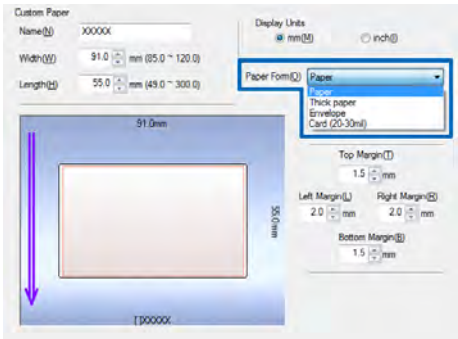 Custom Paper
Name(N) XXXXX
Width(W) 91.0 mm (85.0 ~ 120.0)
Length(H) 55.0 mm (49.0 ~ 300.0)
Display Units
mm(M) inch(I)
Paper Form(O) Paper
Paper
Thick paper
Envelope
Card (20-30mil)
91.0mm
55.0mm
[ ]XXXXX
Top Margin(T)
1.5 mm
Left Margin(L) Right Margin(R)
2.0 mm 2.0 mm
Bottom Margin(B)
1.5 mm